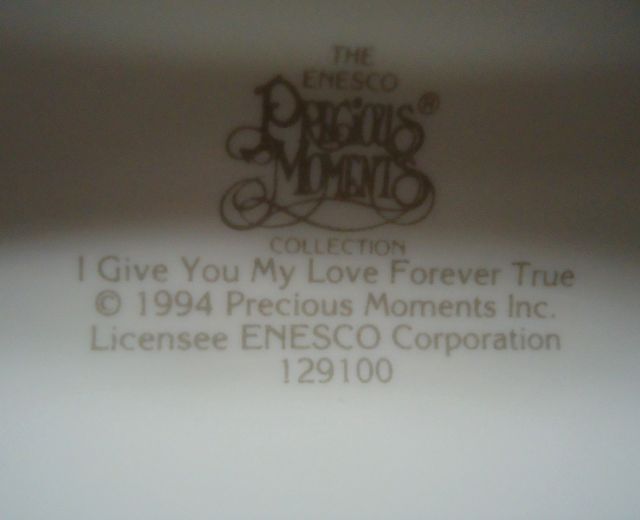 THE
ENESCO
PRECIOUS®
MOMENTS
COLLECTION
I Give You My Love Forever True
© 1994 Precious Moments Inc.
Licensee ENESCO Corporation
129100